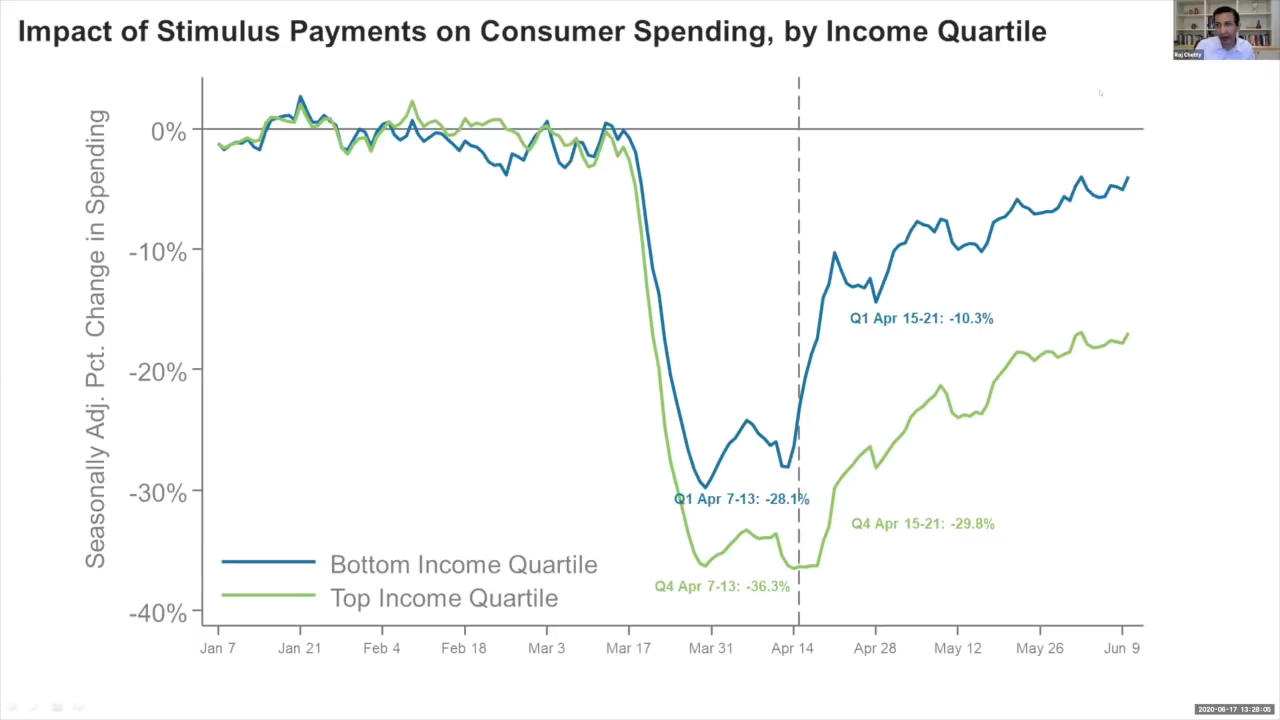 Impact of Stimulus Payments on Consumer Spending, by Income Quartile
Raj Chetty
Seasonally Adj. Pct. Change in Spending
0%
-10%
-20%
-30%
-40%
Q1 Apr 15-21: -10.3%
Q1 Apr 7-13: -28.1%
Q4 Apr 15-21: -29.8%
Q4 Apr 7-13: -36.3%
Bottom Income Quartile
Top Income Quartile
Jan 7 Jan 21 Feb 4 Feb 18 Mar 3 Mar 17 Mar 31 Apr 14 Apr 28 May 12 May 26 Jun 9
2020-06-17 13:28:05